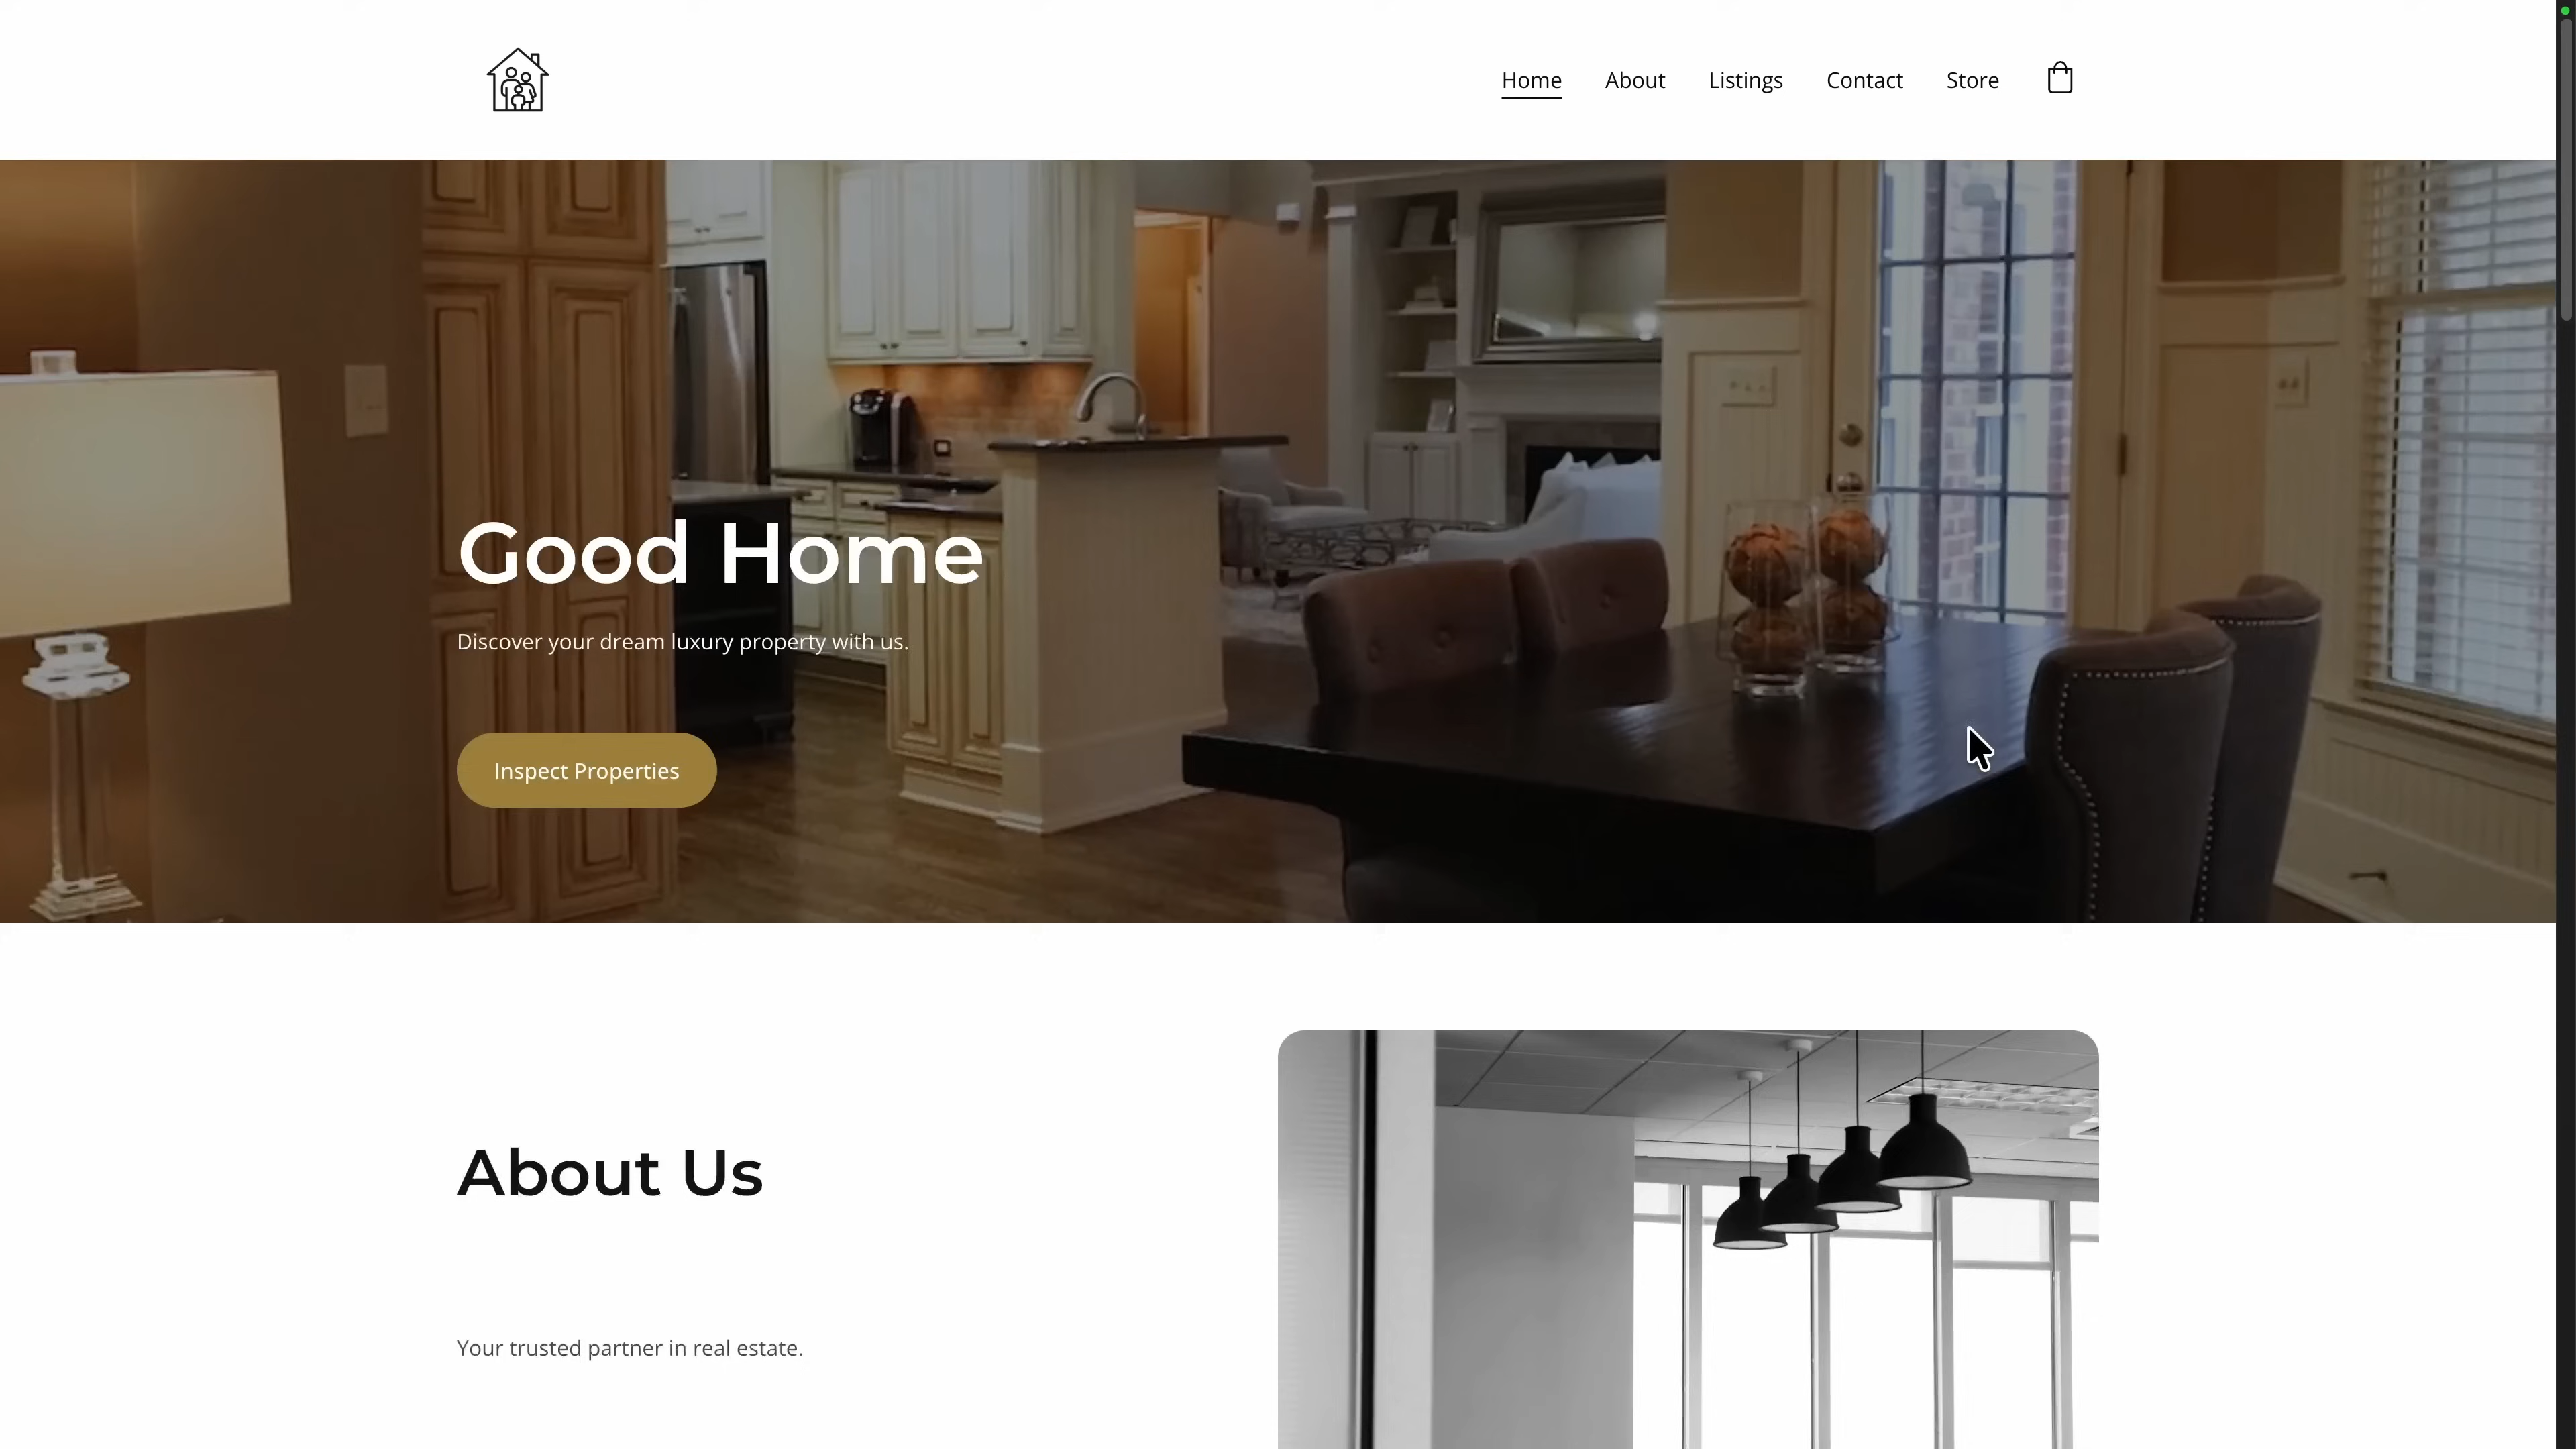 Home About Listings Contact Store
Good Home
Discover your dream luxury property with us.
Inspect Properties
About Us
Your trusted partner in real estate.